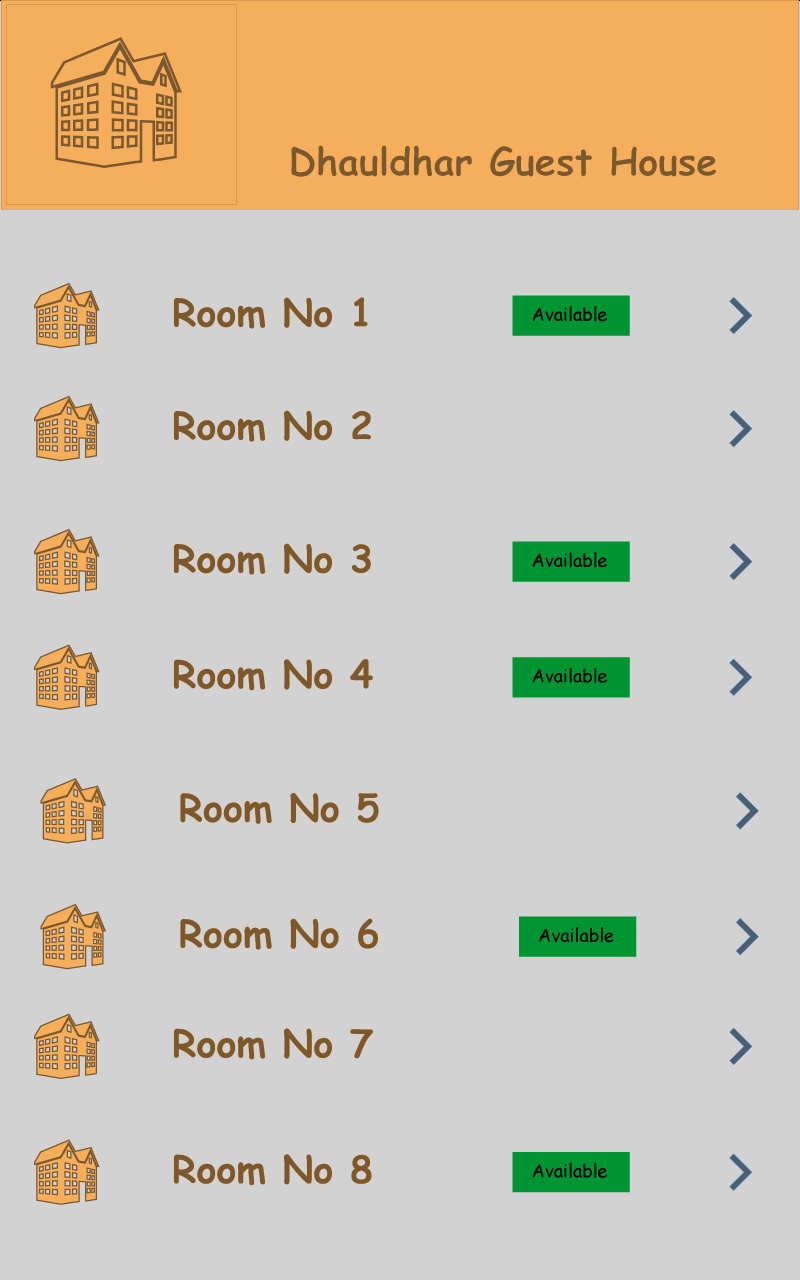 Dhauldhar Guest House
Room No 1 Available
Room No 2
Room No 3 Available
Room No 4 Available
Room No 5
Room No 6 Available
Room No 7
Room No 8 Available